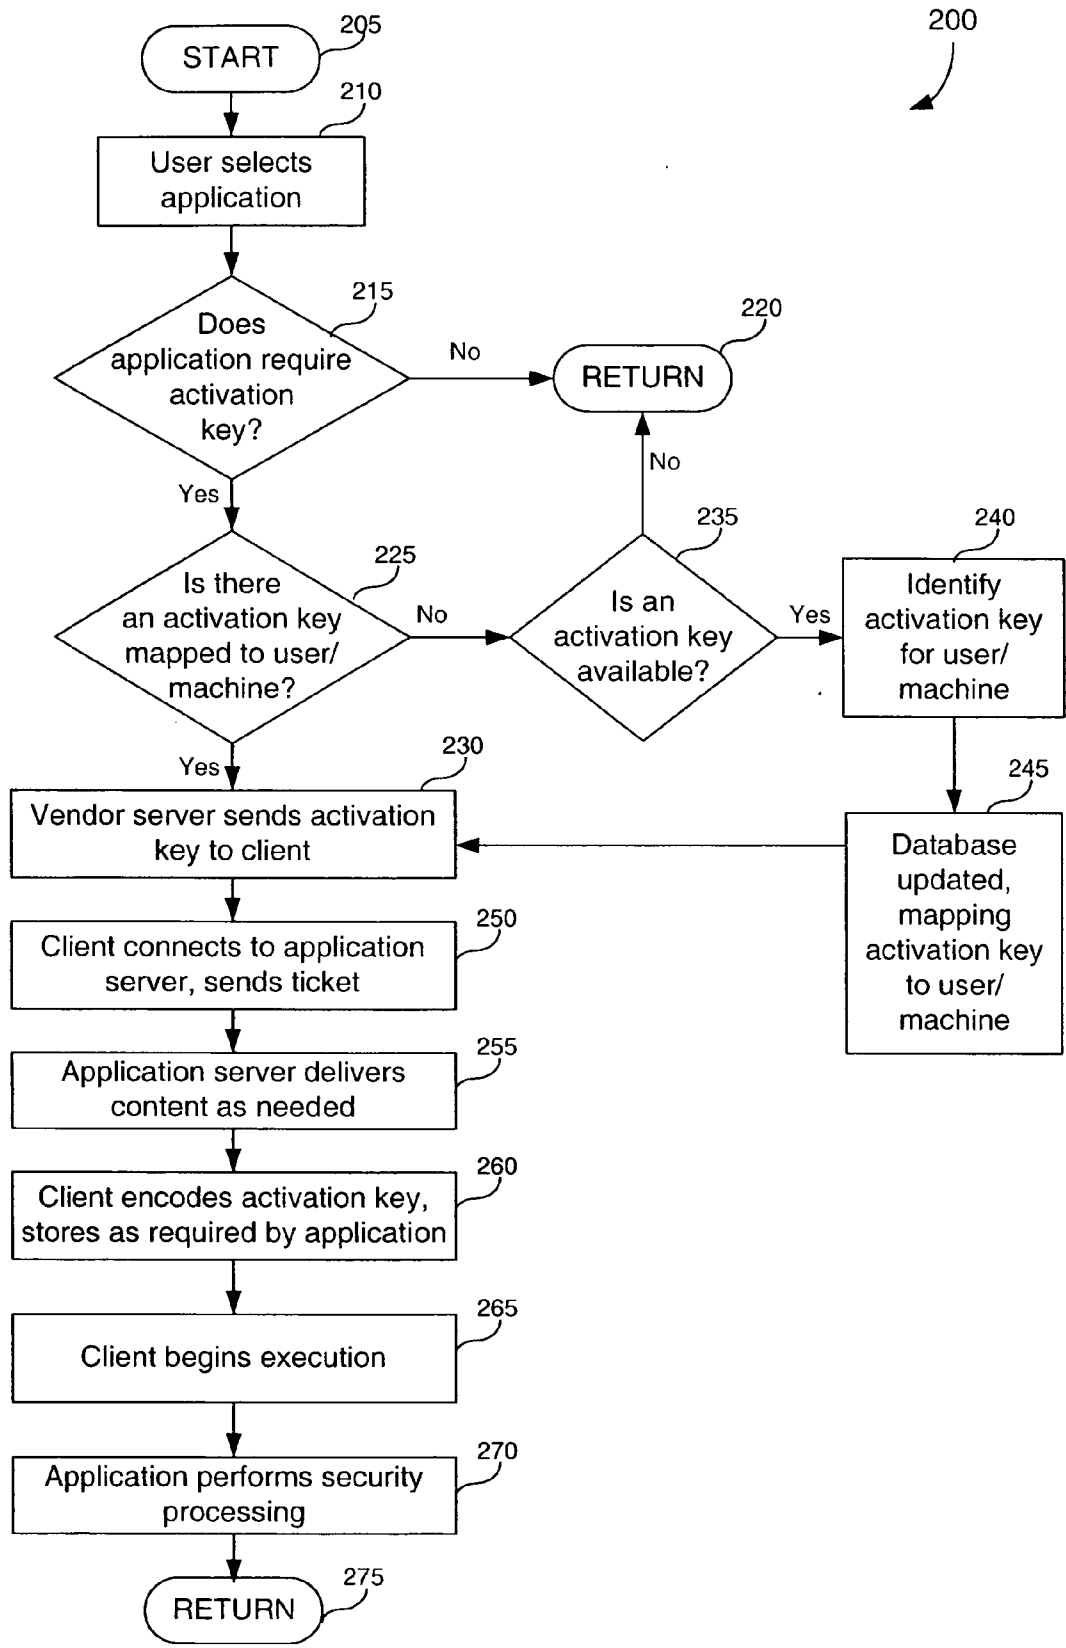 200
205
START
210
User selects
application
215
Does
application require
activation
key?
No
220
RETURN
Yes
No
225
Is there
an activation key
mapped to user/
machine?
No
235
Is an
activation key
available?
Yes
240
Identify
activation key
for user/
machine
Yes
230
Vendor server sends activation
key to client
245
Database
updated,
mapping
activation key
to user/
machine
250
Client connects to application
server, sends ticket
255
Application server delivers
content as needed
260
Client encodes activation key,
stores as required by application
265
Client begins execution
270
Application performs security
processing
275
RETURN